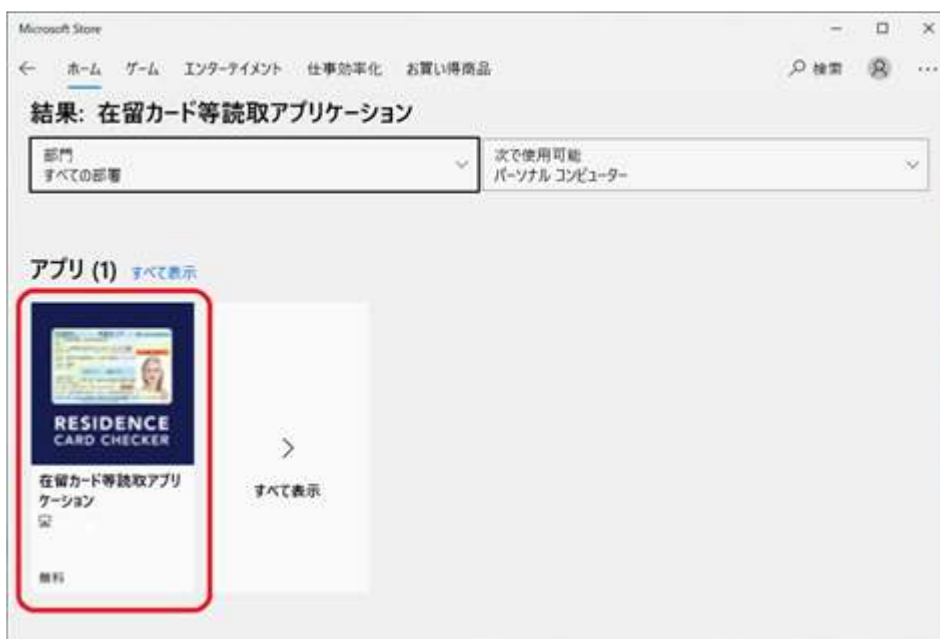 Microsoft Store
ホーム ゲーム エンターテイメント 仕事効率化 お買い得商品 検索
結果: 在留カード等読取アプリケーション
部門
すべての部署
次で使用可能
パーソナル コンピューター
アプリ (1) すべて表示
RESIDENCE
CARD CHECKER
在留カード等読取アプリ
ケーション
無料
すべて表示